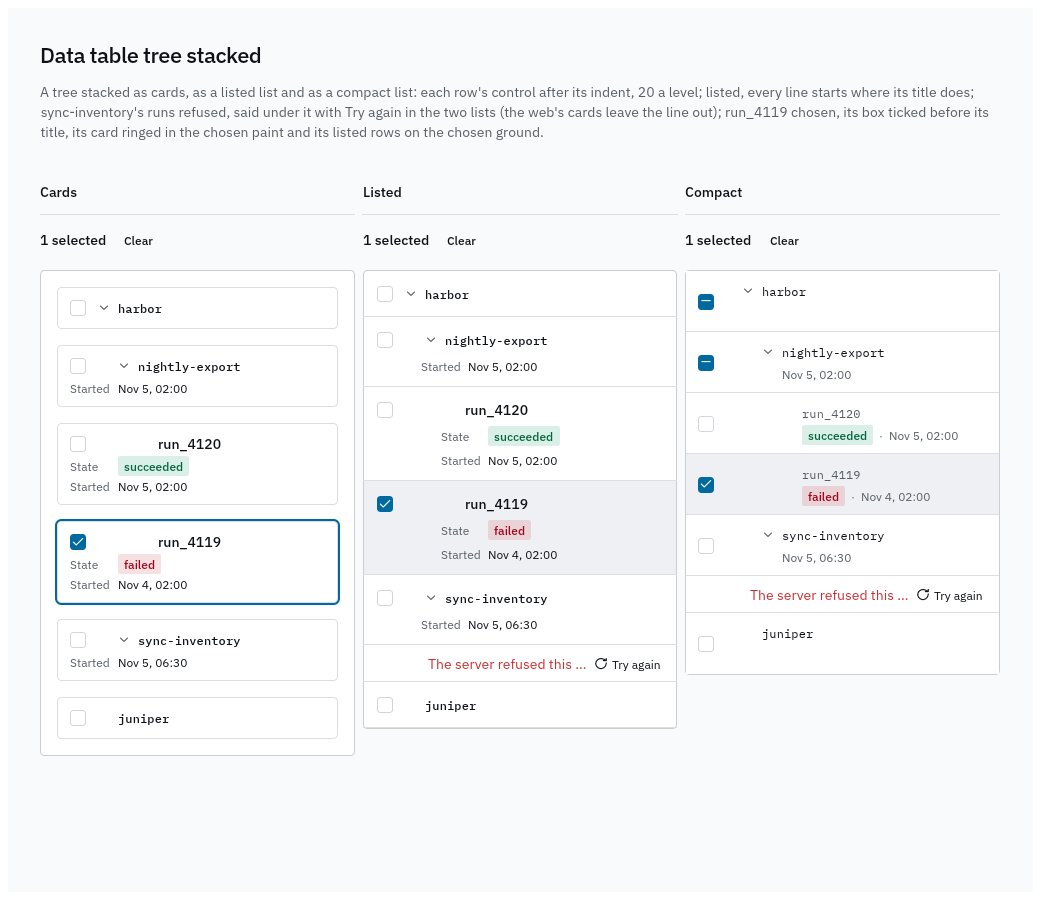 Data table tree stacked
A tree stacked as cards, as a listed list and as a compact list: each row's control after its indent, 20 a level; listed, every line starts where its title does;
sync-inventory's runs refused, said under it with Try again in the two lists (the web's cards leave the line out); run_4119 chosen, its box ticked before its
title, its card ringed in the chosen paint and its listed rows on the chosen ground.
Cards
1 selected Clear
harbor
nightly-export
Started Nov 5, 02:00
run_4120
State succeeded
Started Nov 5, 02:00
run_4119
State failed
Started Nov 4, 02:00
sync-inventory
Started Nov 5, 06:30
juniper
Listed
1 selected Clear
harbor
nightly-export
Started Nov 5, 02:00
run_4120
State succeeded
Started Nov 5, 02:00
run_4119
State failed
Started Nov 4, 02:00
sync-inventory
Started Nov 5, 06:30
The server refused this ... Try again
juniper
Compact
1 selected Clear
harbor
nightly-export
Nov 5, 02:00
run_4120
succeeded · Nov 5, 02:00
run_4119
failed · Nov 4, 02:00
sync-inventory
Nov 5, 06:30
The server refused this ... Try again
juniper